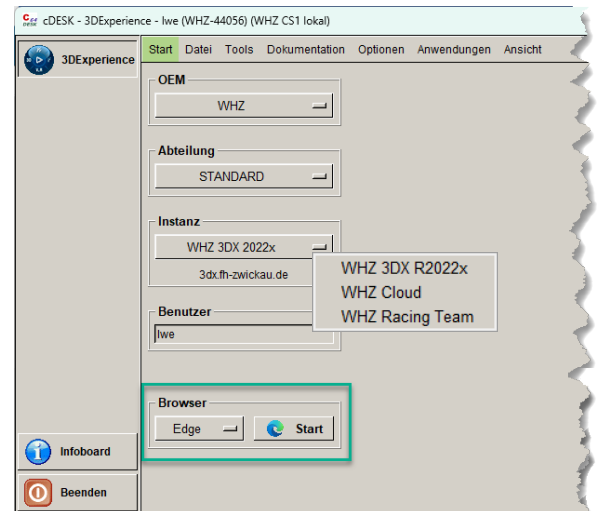 cDESK - 3DExperience - lwe (WHZ-44056) (WHZ CS1 lokal)
3DExperience
Start Datei Tools Dokumentation Optionen Anwendungen Ansicht
OEM
WHZ
Abteilung
STANDARD
Instanz
WHZ 3DX 2022x
3dx.fh-zwickau.de
WHZ 3DX R2022x
WHZ Cloud
WHZ Racing Team
Benutzer
lwe
Browser
Edge Start
Infoboard
Beenden